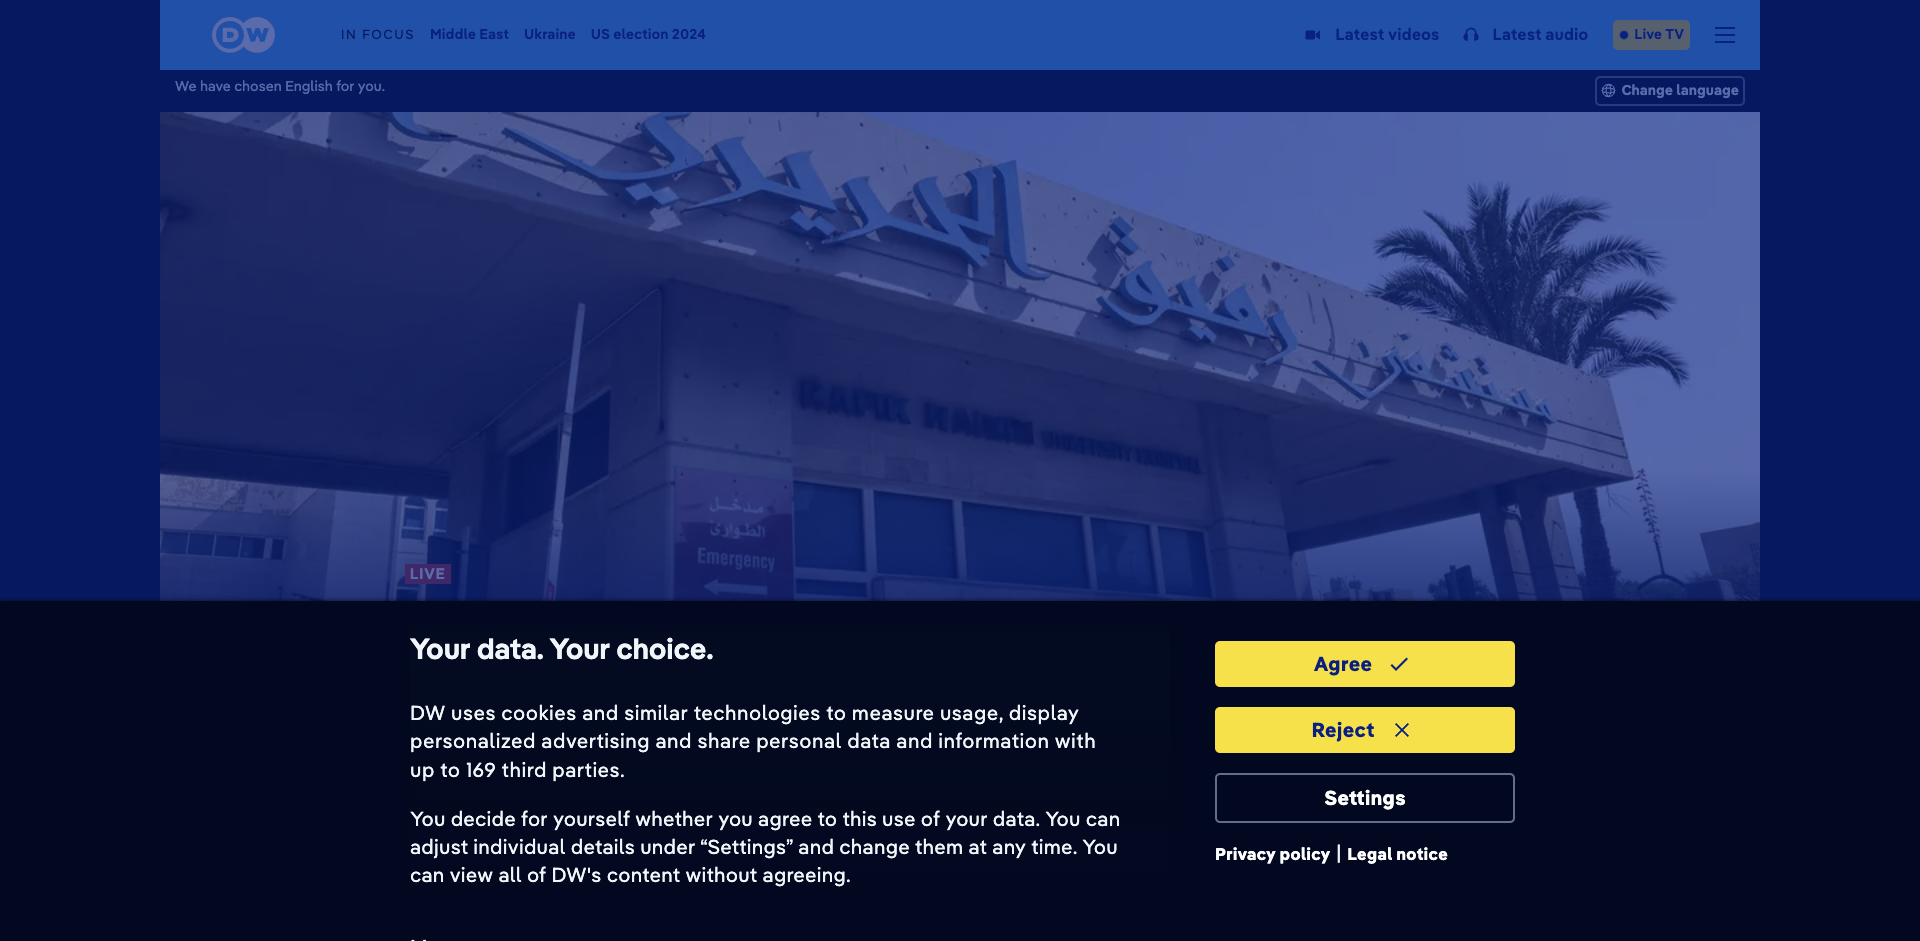 DW
IN FOCUS Middle East Ukraine US election 2024
Latest videos Latest audio Live TV
We have chosen English for you.
Change language
مستشفى رفيق الحريري
RAFIK HARIRI UNIVERSITY HOSPITAL
مدخل
الطوارئ
Emergency
LIVE
Your data. Your choice.
DW uses cookies and similar technologies to measure usage, display
personalized advertising and share personal data and information with
up to 169 third parties.
You decide for yourself whether you agree to this use of your data. You can
adjust individual details under “Settings” and change them at any time. You
can view all of DW's content without agreeing.
Agree
Reject
Settings
Privacy policy | Legal notice